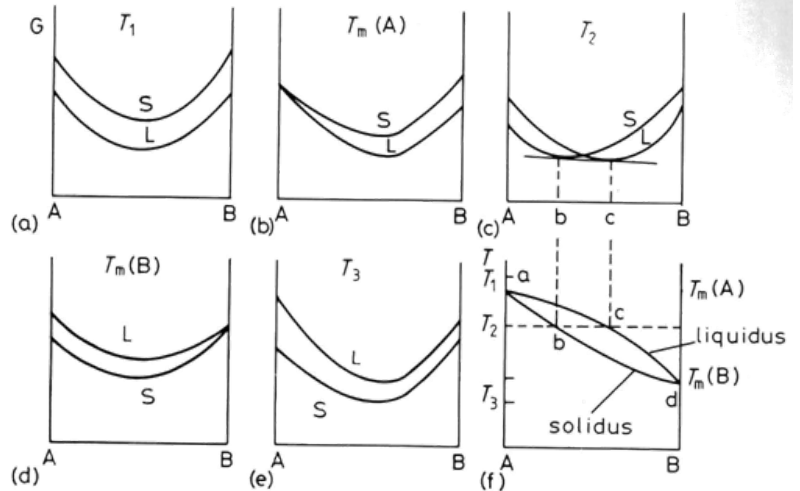 G
T₁
S
L
A
B
(a)
Tₘ(A)
S
L
A
B
(b)
T₂
S
L
A
b
c
B
(c)
Tₘ(B)
L
S
A
B
(d)
T₃
L
S
A
B
(e)
T
T₁
a
Tₘ(A)
T₂
c
b
liquidus
Tₘ(B)
T₃
d
solidus
A
B
(f)